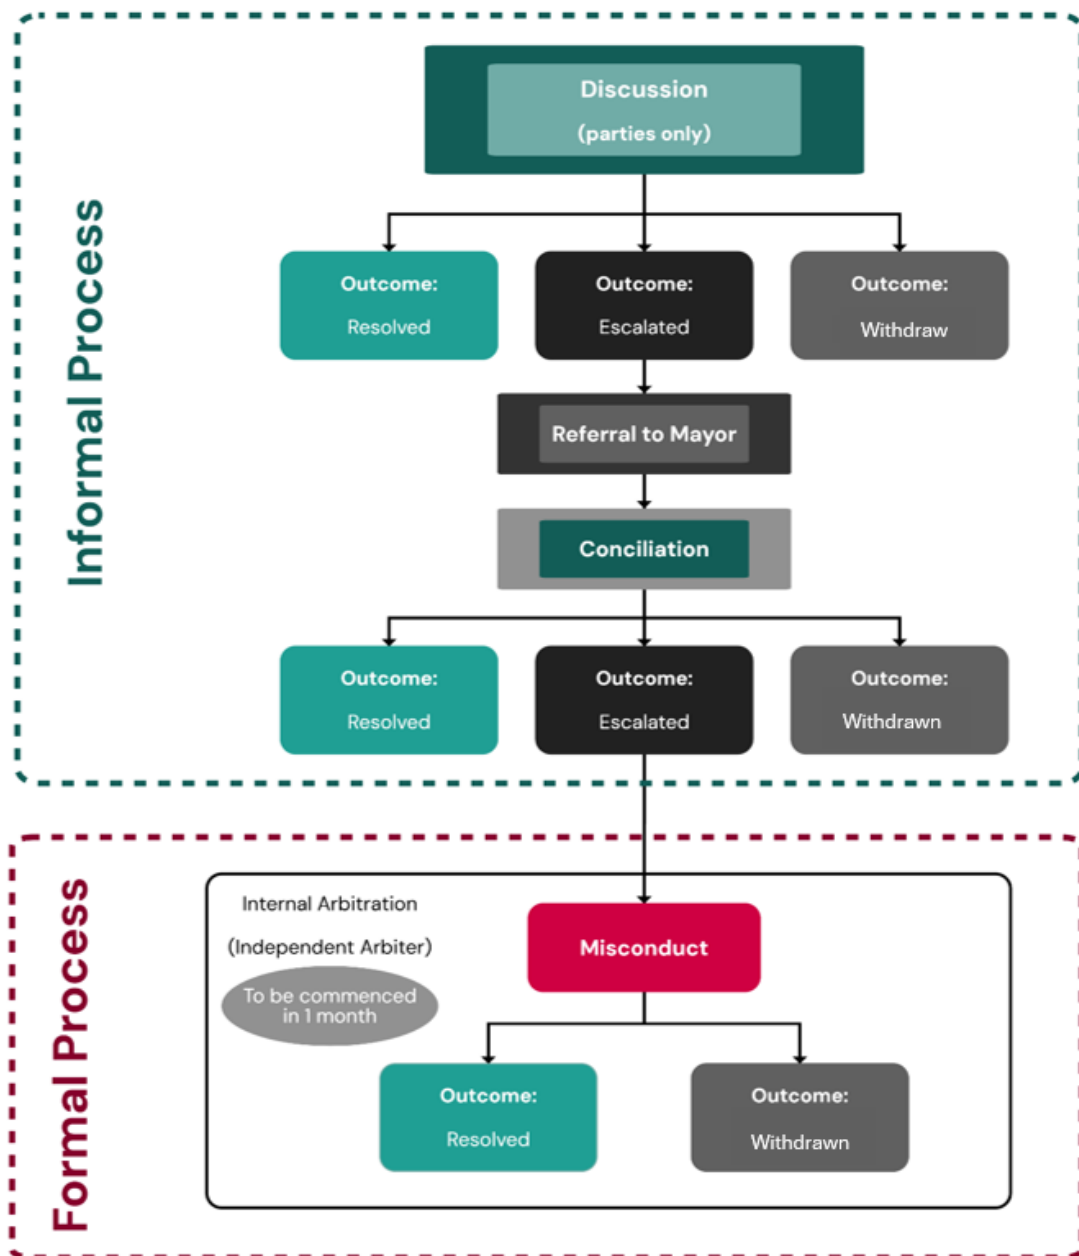 Informal Process
Discussion
(parties only)
Outcome:
Resolved
Outcome:
Escalated
Outcome:
Withdraw
Referral to Mayor
Conciliation
Outcome:
Resolved
Outcome:
Escalated
Outcome:
Withdrawn
Formal Process
Internal Arbitration
(Independent Arbiter)
To be commenced
in 1 month
Misconduct
Outcome:
Resolved
Outcome:
Withdrawn